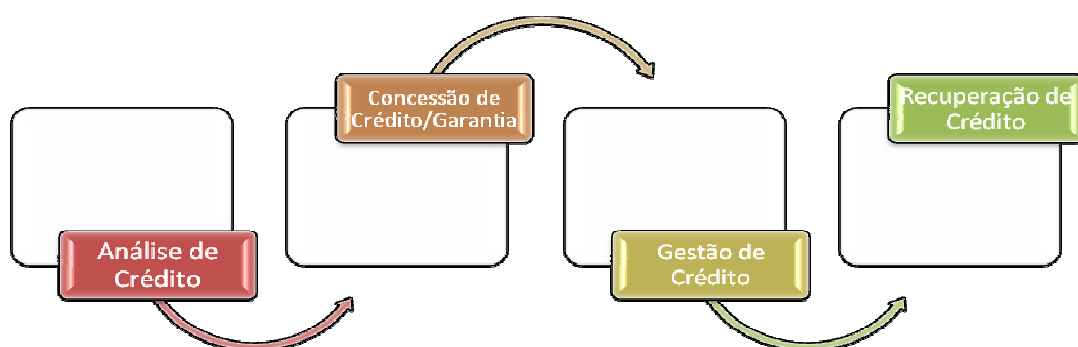 Análise de
Crédito
Concessão de
Crédito/Garantia
Gestão de
Crédito
Recuperação de
Crédito